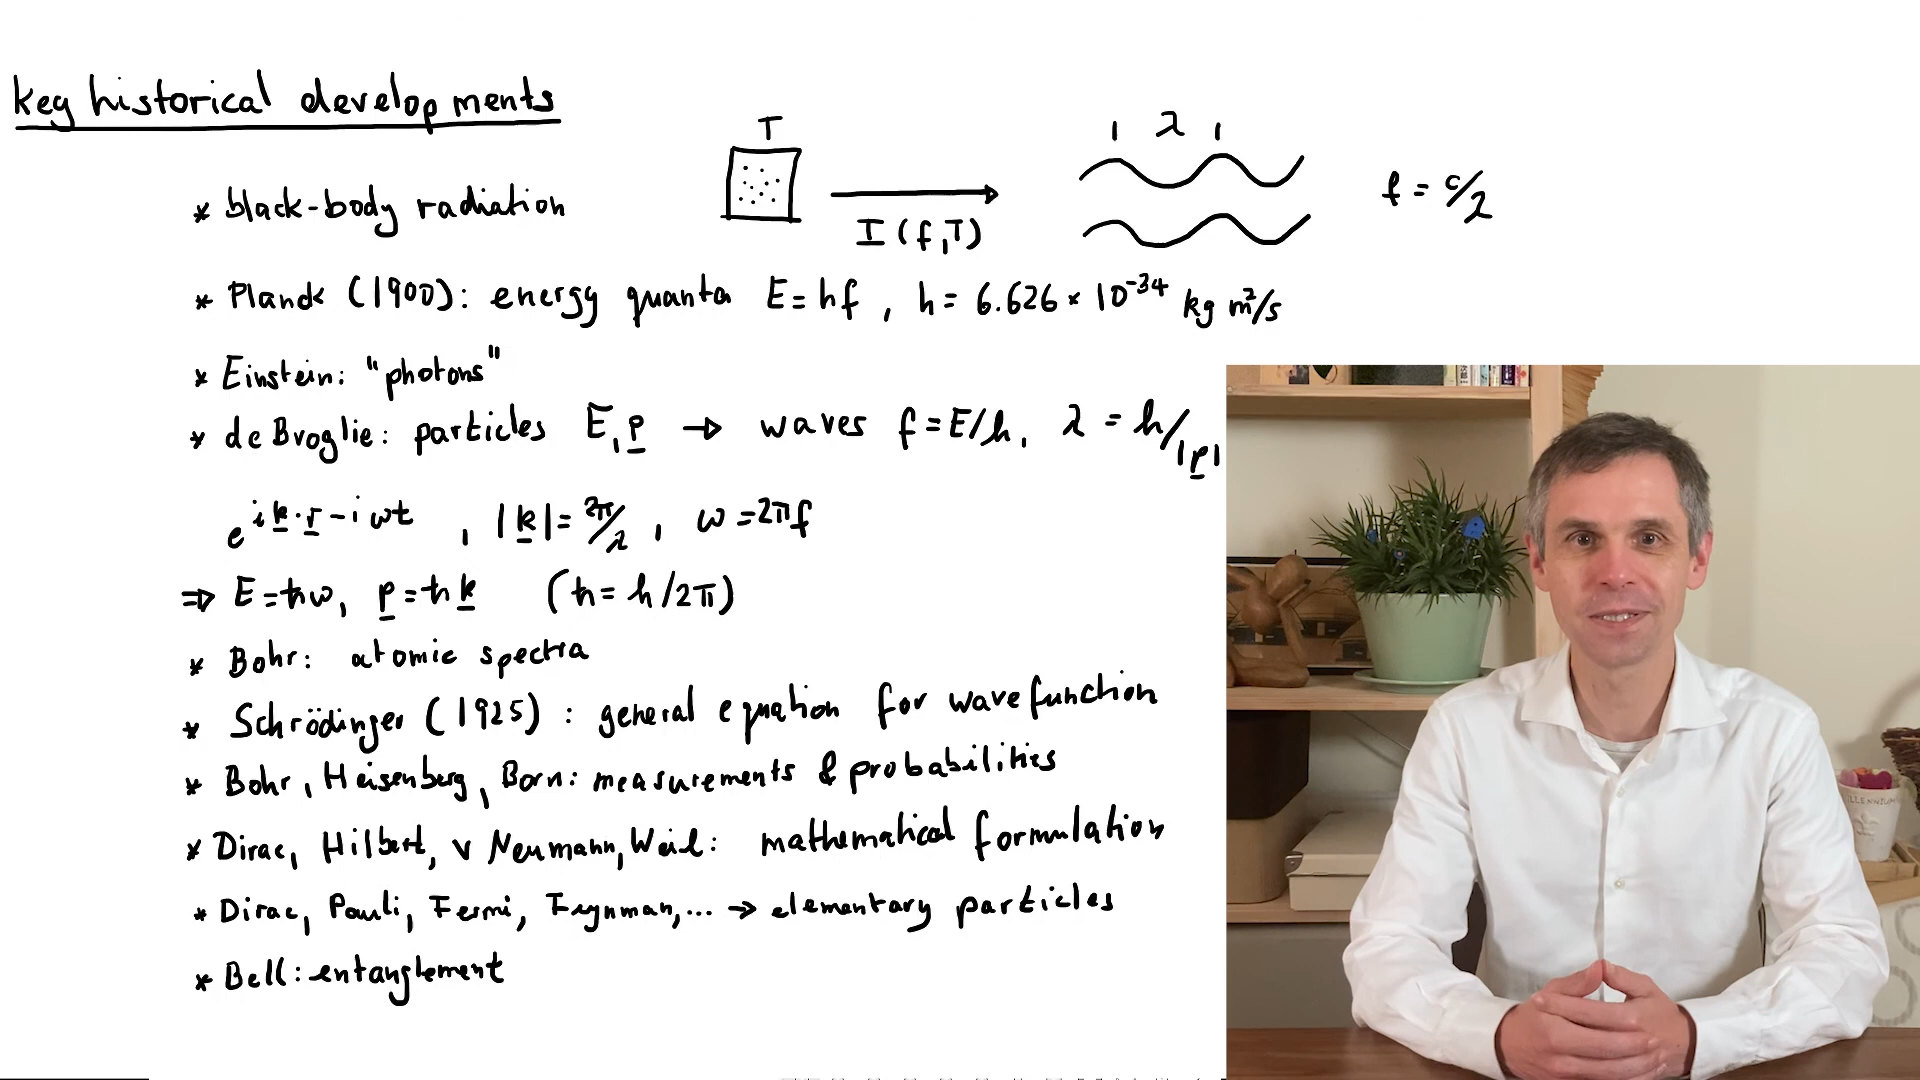 key historical developments
T
λ
* black-body radiation
I(f,T)
f = c/λ
* Planck (1900): energy quanta E=hf, h = 6.626 × 10⁻³⁴ kg m²/s
* Einstein: "photons"
* de Broglie: particles E, p → waves f=E/h, λ = h/|p|
e^{i k·r - iωt}, |k| = 2π/λ, ω = 2πf
⇒ E=ħω, p=ħk (ħ = h/2π)
* Bohr: atomic spectra
* Schrödinger (1925): general equation for wavefunction
* Bohr, Heisenberg, Born: measurements & probabilities
* Dirac, Hilbert, v Neumann, Weil: mathematical formulation
* Dirac, Pauli, Fermi, Feynman,... → elementary particles
* Bell: entanglement